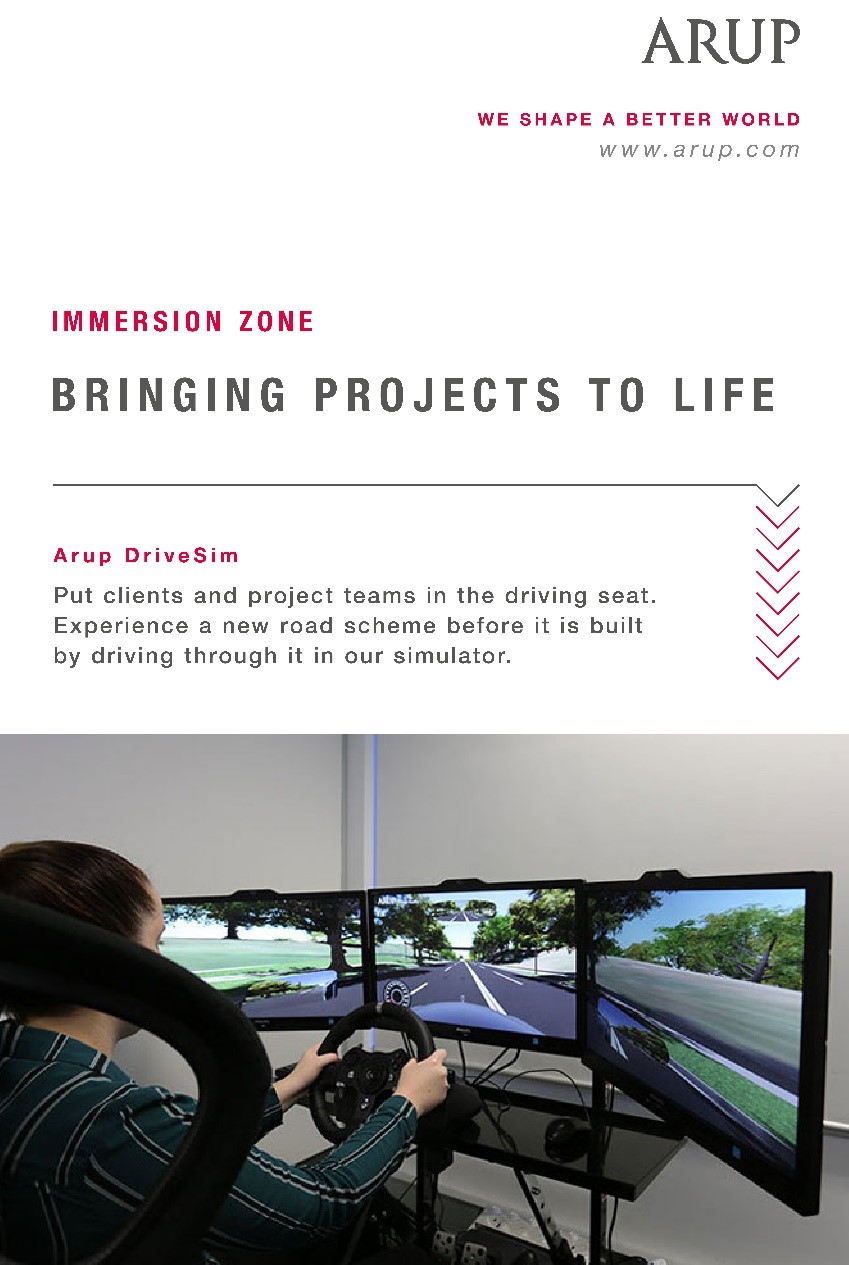 ARUP
WE SHAPE A BETTER WORLD
www.arup.com
IMMERSION ZONE
BRINGING PROJECTS TO LIFE
Arup DriveSim
Put clients and project teams in the driving seat.
Experience a new road scheme before it is built
by driving through it in our simulator.
ARUP